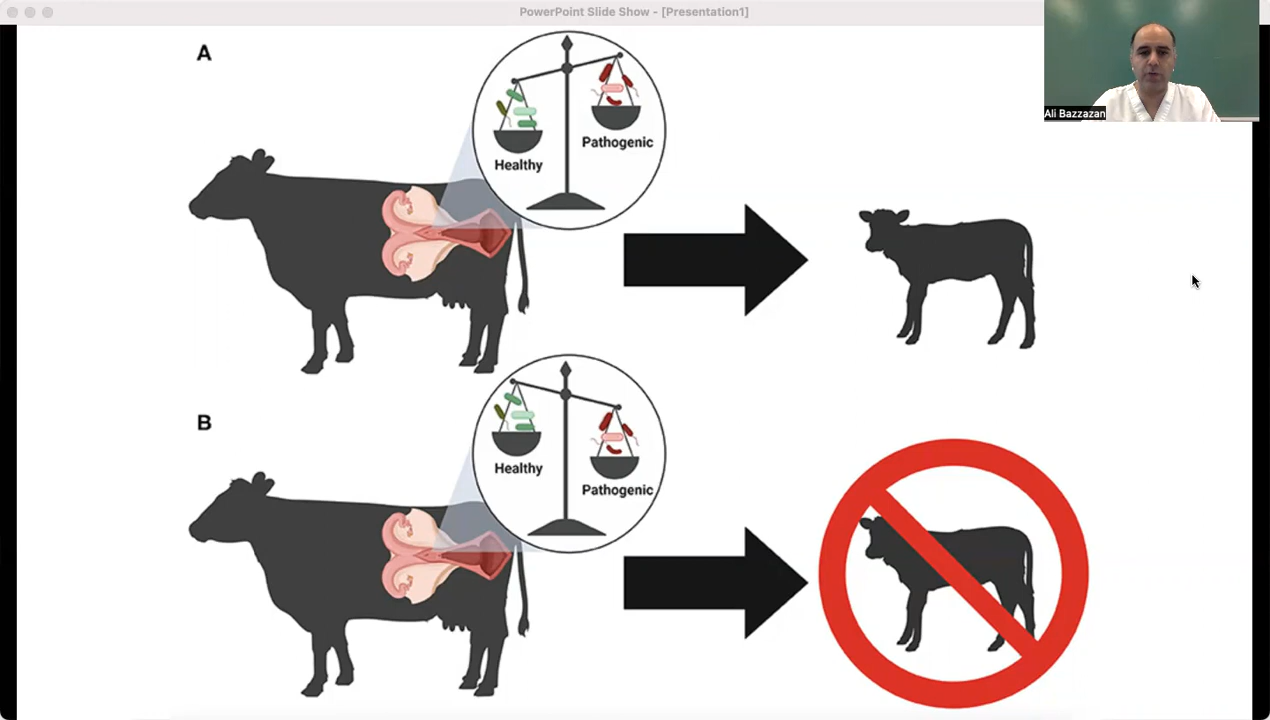 PowerPoint Slide Show - [Presentation1]
Ali Bazzazan
A
Healthy
Pathogenic
B
Healthy
Pathogenic